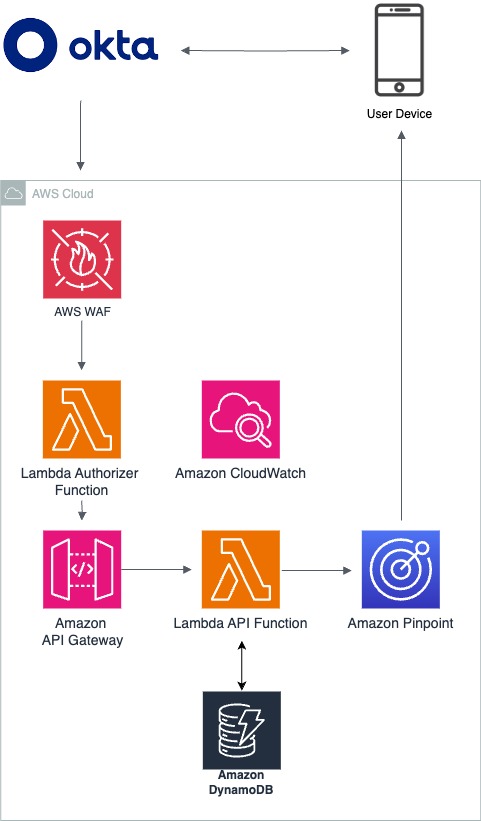 okta
User Device
AWS Cloud
AWS WAF
Lambda Authorizer
Function
Amazon CloudWatch
</>
Amazon
API Gateway
Lambda API Function
Amazon Pinpoint
Amazon
DynamoDB